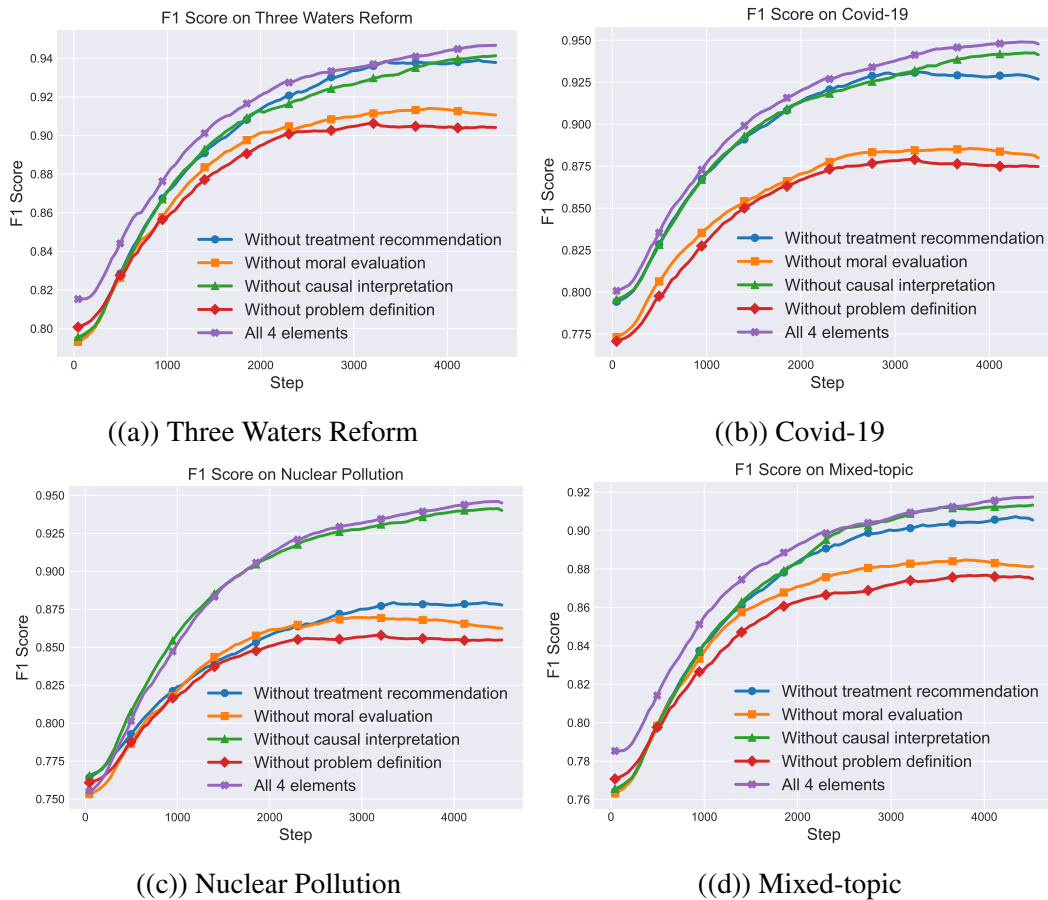 F1 Score on Three Waters Reform
F1 Score
0.94
0.92
0.90
0.88
0.86
0.84
0.82
0.80
Without treatment recommendation
Without moral evaluation
Without causal interpretation
Without problem definition
All 4 elements
0 1000 2000 3000 4000
Step
((a)) Three Waters Reform
F1 Score on Covid-19
F1 Score
0.950
0.925
0.900
0.875
0.850
0.825
0.800
0.775
Without treatment recommendation
Without moral evaluation
Without causal interpretation
Without problem definition
All 4 elements
0 1000 2000 3000 4000
Step
((b)) Covid-19
F1 Score on Nuclear Pollution
F1 Score
0.950
0.925
0.900
0.875
0.850
0.825
0.800
0.775
0.750
Without treatment recommendation
Without moral evaluation
Without causal interpretation
Without problem definition
All 4 elements
0 1000 2000 3000 4000
Step
((c)) Nuclear Pollution
F1 Score on Mixed-topic
F1 Score
0.92
0.90
0.88
0.86
0.84
0.82
0.80
0.78
0.76
Without treatment recommendation
Without moral evaluation
Without causal interpretation
Without problem definition
All 4 elements
0 1000 2000 3000 4000
Step
((d)) Mixed-topic